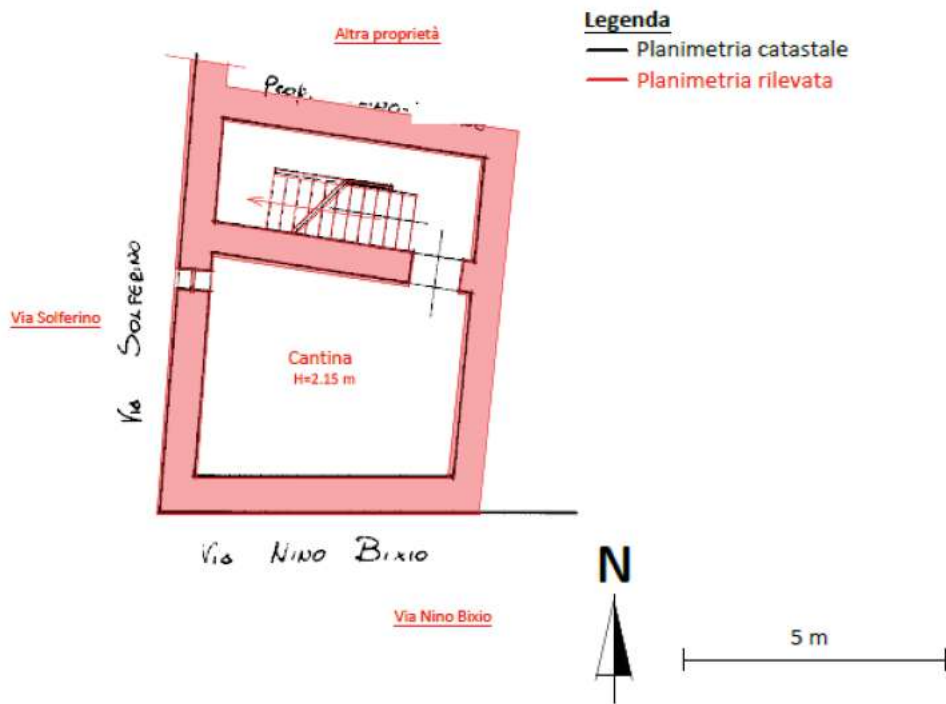 Altra proprietà
Legenda
Planimetria catastale
Planimetria rilevata
Prop.
Via Solferino
Via SOLFERINO
Cantina
H=2.15 m
Via NINO BIXIO
Via Nino Bixio
N
5 m